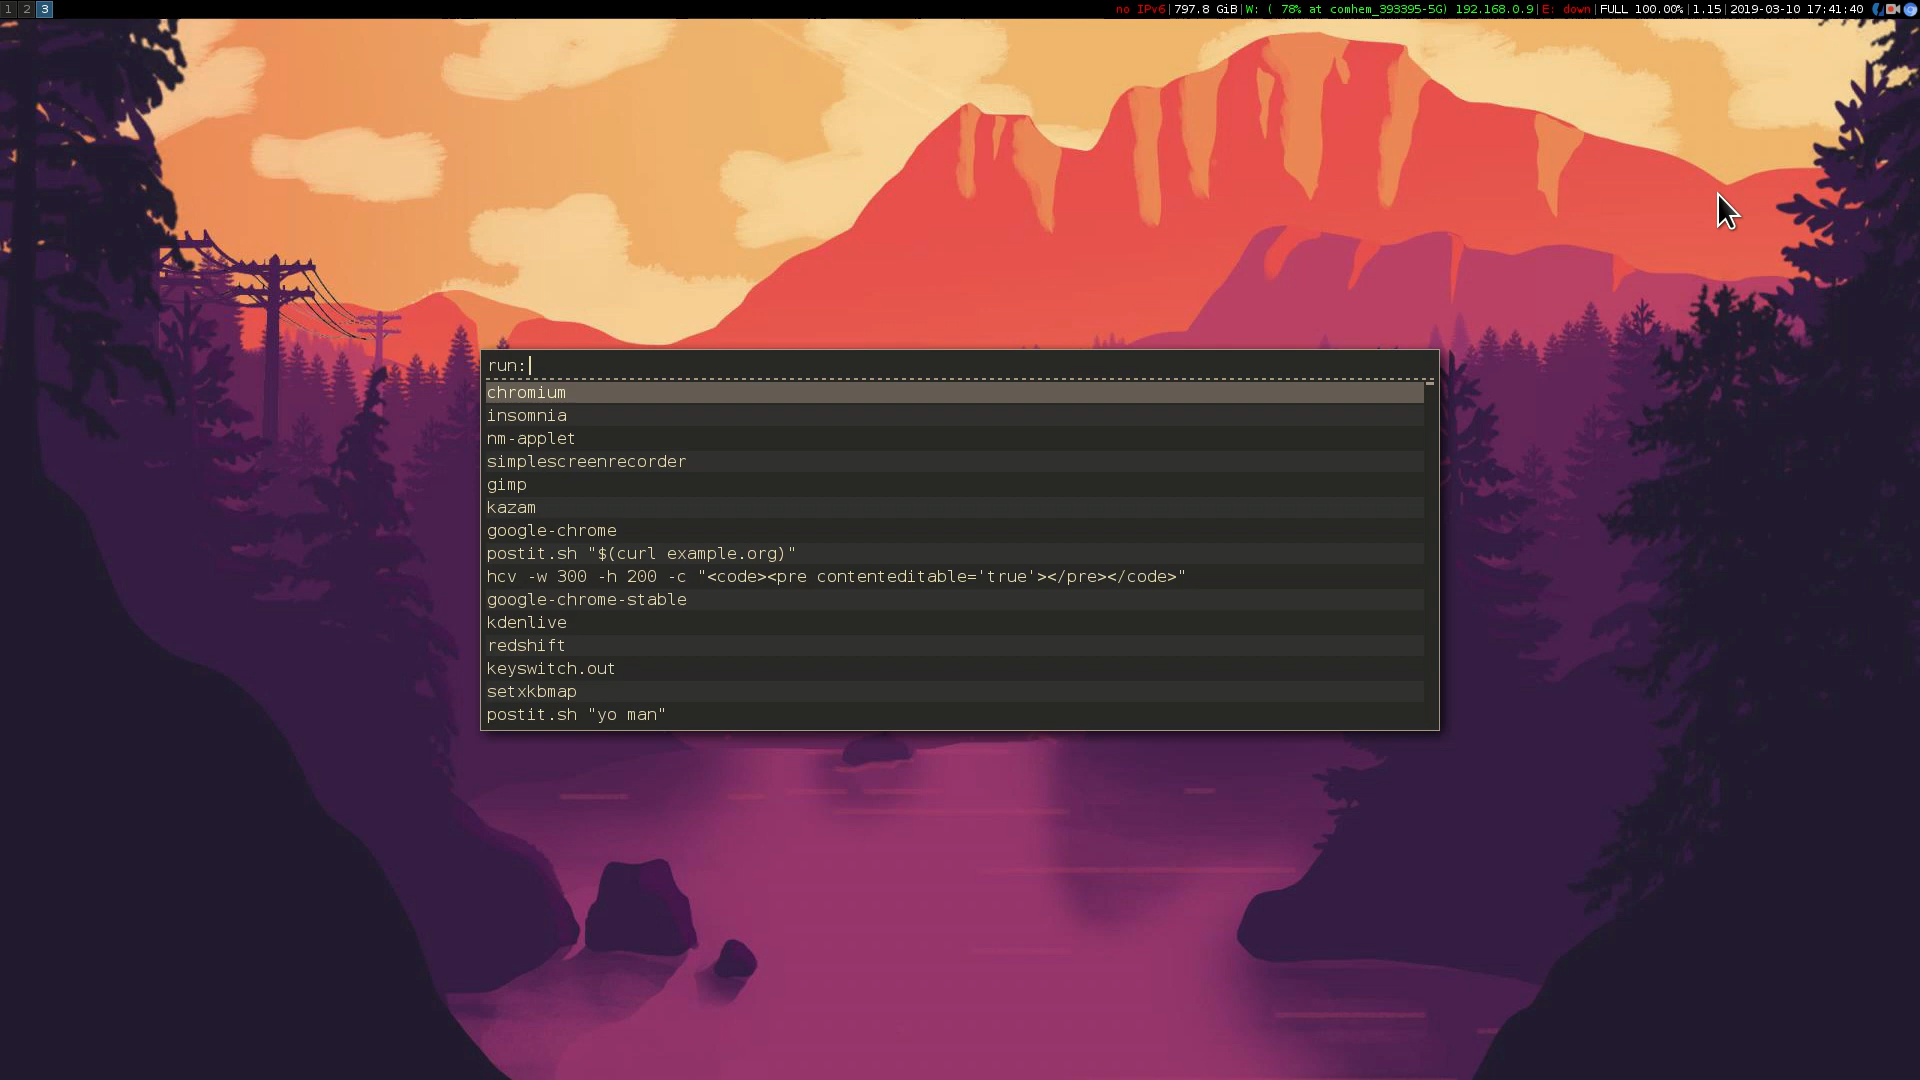 1 2 3
no IPv6|797.8 GiB|W: ( 78% at comhem_393395-5G) 192.168.0.9|E: down|FULL 100.00%|1.15|2019-03-10 17:41:40
run:
chromium
insomnia
nm-applet
simplescreenrecorder
gimp
kazam
google-chrome
postit.sh "$(curl example.org)"
hcv -w 300 -h 200 -c "<code><pre contenteditable='true'></pre></code>"
google-chrome-stable
kdenlive
redshift
keyswitch.out
setxkbmap
postit.sh "yo man"